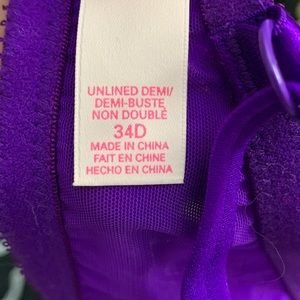 UNLINED DEMI/
DEMI-BUSTE
NON DOUBLÉ
34D
MADE IN CHINA
FAIT EN CHINE
HECHO EN CHINA